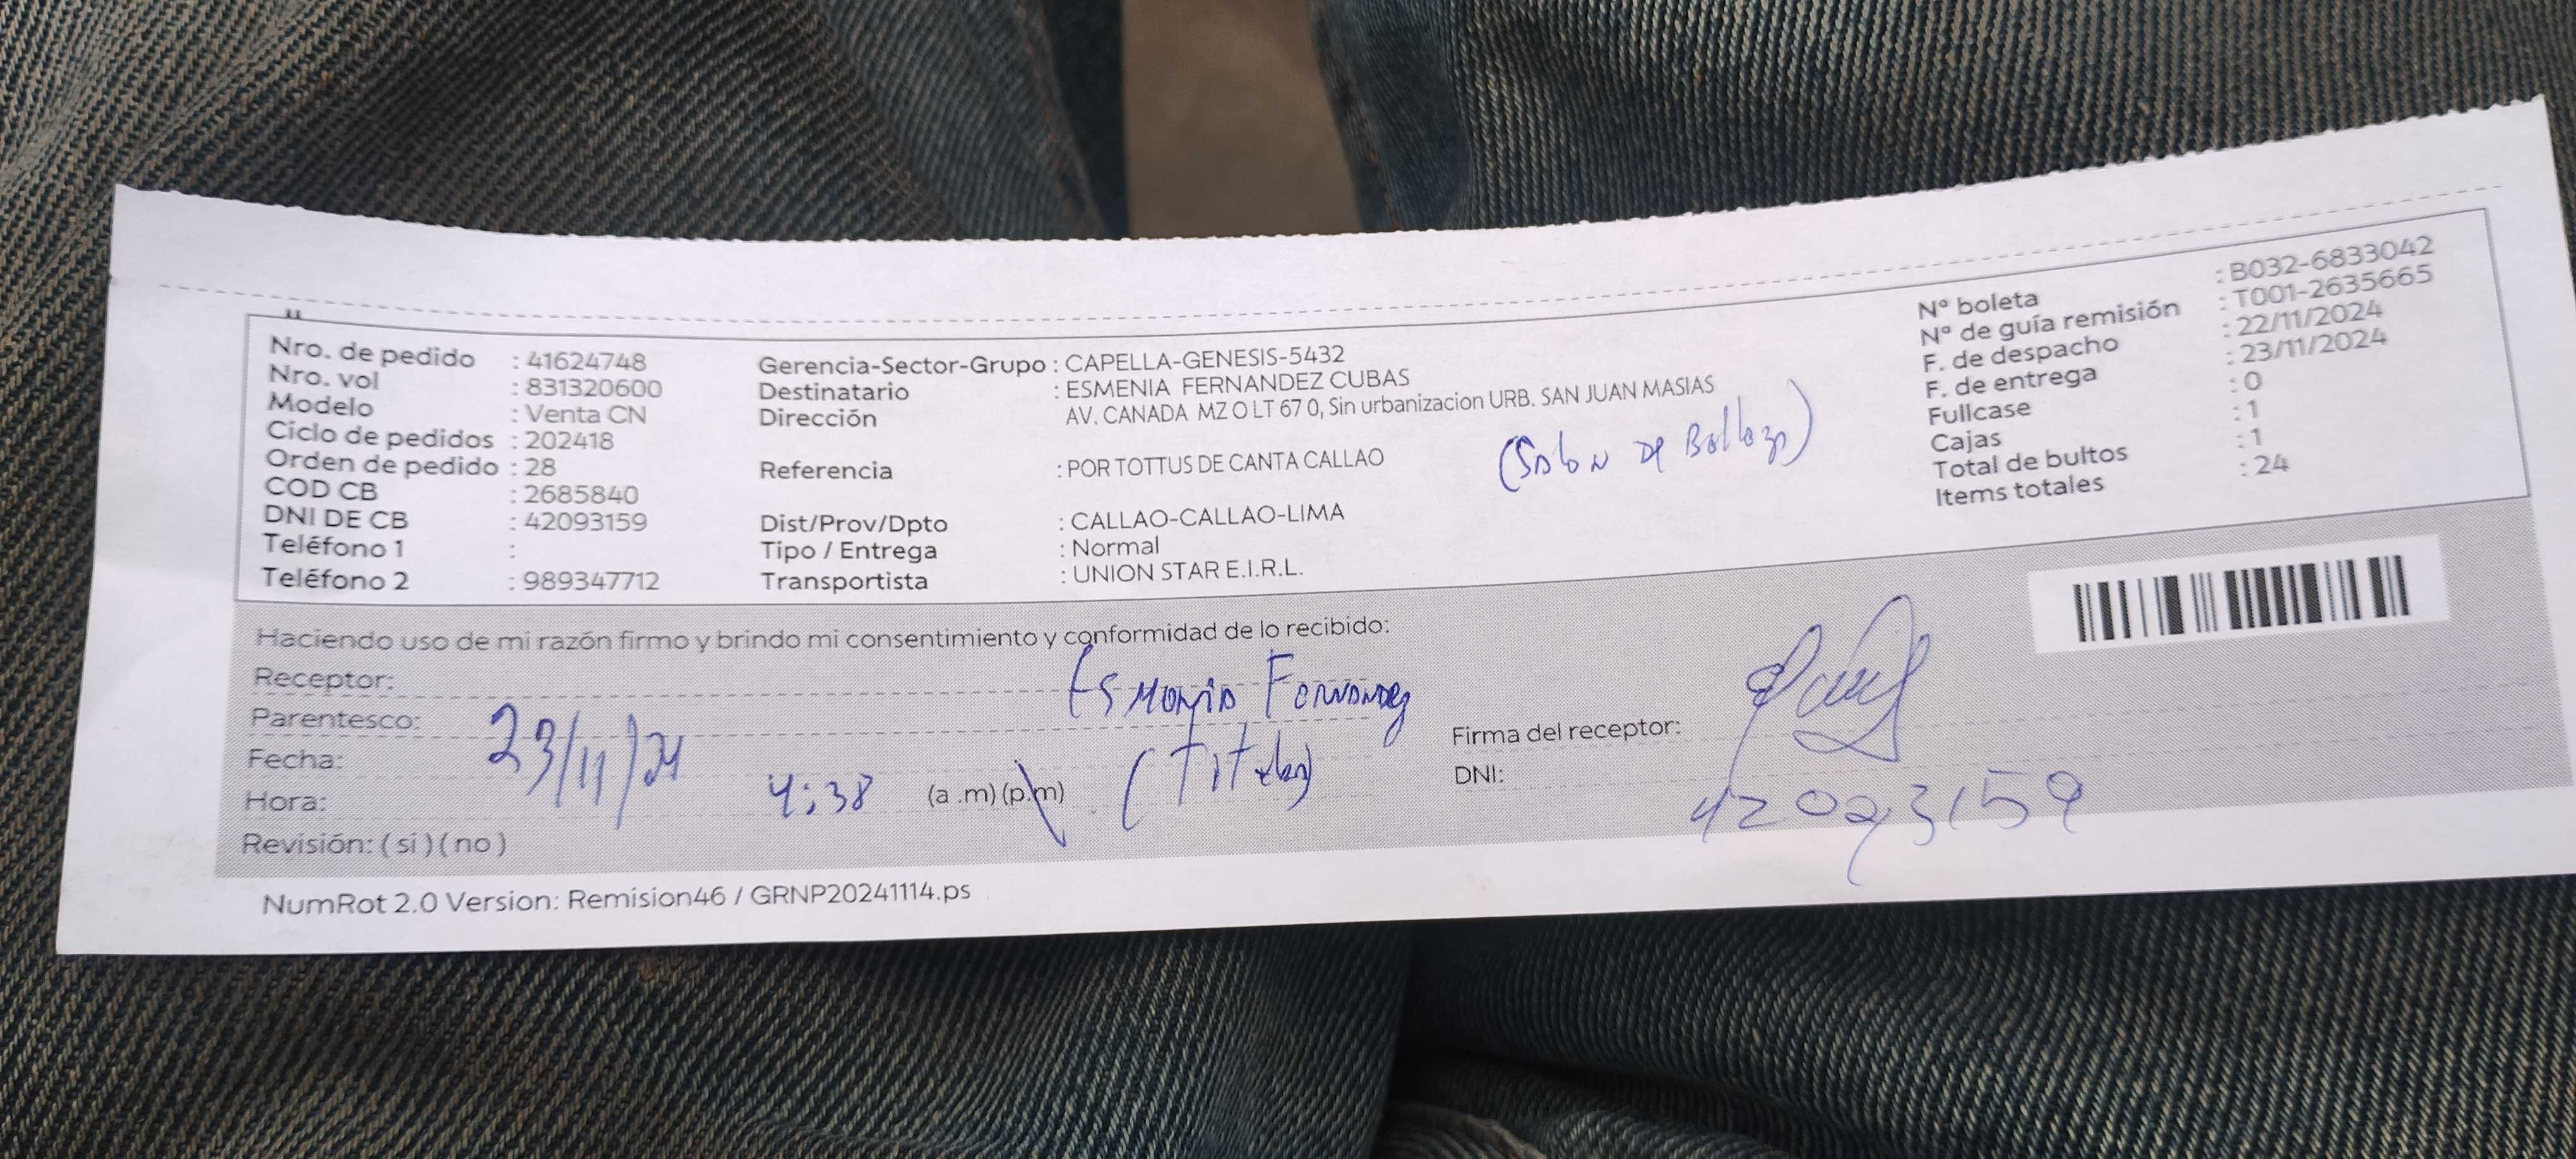 Nro. de pedido : 41624748
Nro. vol : 831320600
Modelo : Venta CN
Ciclo de pedidos : 202418
Orden de pedido : 28
COD CB : 2685840
DNI DE CB : 42093159
Teléfono 1 :
Teléfono 2 : 989347712
Gerencia-Sector-Grupo : CAPELLA-GENESIS-5432
Destinatario : ESMENIA FERNANDEZ CUBAS
Dirección AV. CANADA MZ O LT 67 0, Sin urbanizacion URB. SAN JUAN MASIAS
(Salon de Belleza)
Referencia : POR TOTTUS DE CANTA CALLAO
Dist/Prov/Dpto : CALLAO-CALLAO-LIMA
Tipo / Entrega : Normal
Transportista : UNION STAR E.I.R.L.
N° boleta : B032-6833042
N° de guía remisión : T001-2635665
F. de despacho : 22/11/2024
F. de entrega : 23/11/2024
Fullcase : 0
Cajas : 1
Total de bultos : 1
Items totales : 24
Haciendo uso de mi razón firmo y brindo mi consentimiento y conformidad de lo recibido:
Receptor: Esmenia Fernandez
Parentesco: (Titular)
Fecha: 23/11/24
Hora: 4:38 (a .m) (p.m)
Revisión: ( si ) ( no )
Firma del receptor:
DNI: 42093159
NumRot 2.0 Version: Remision46 / GRNP20241114.ps